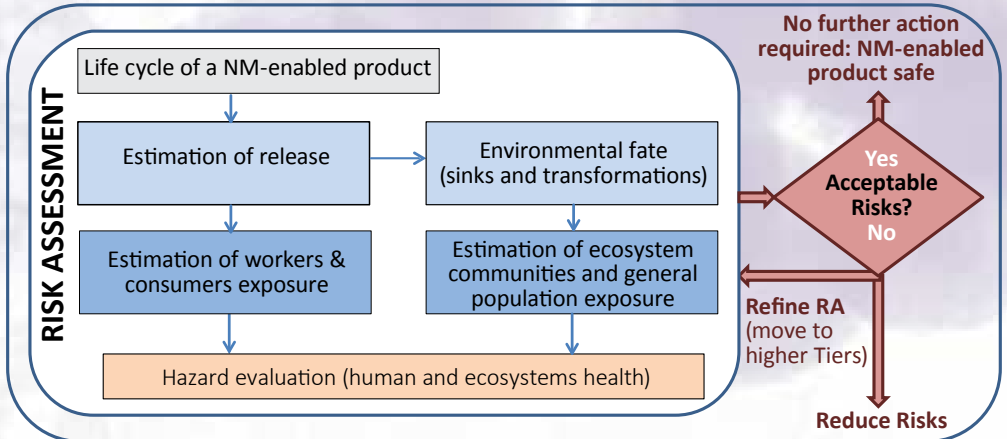 RISK ASSESSMENT
Life cycle of a NM-enabled product
Estimation of release
Environmental fate
(sinks and transformations)
Estimation of workers &
consumers exposure
Estimation of ecosystem
communities and general
population exposure
Hazard evaluation (human and ecosystems health)
No further action
required: NM-enabled
product safe
Yes
Acceptable
Risks?
No
Refine RA
(move to
higher Tiers)
Reduce Risks